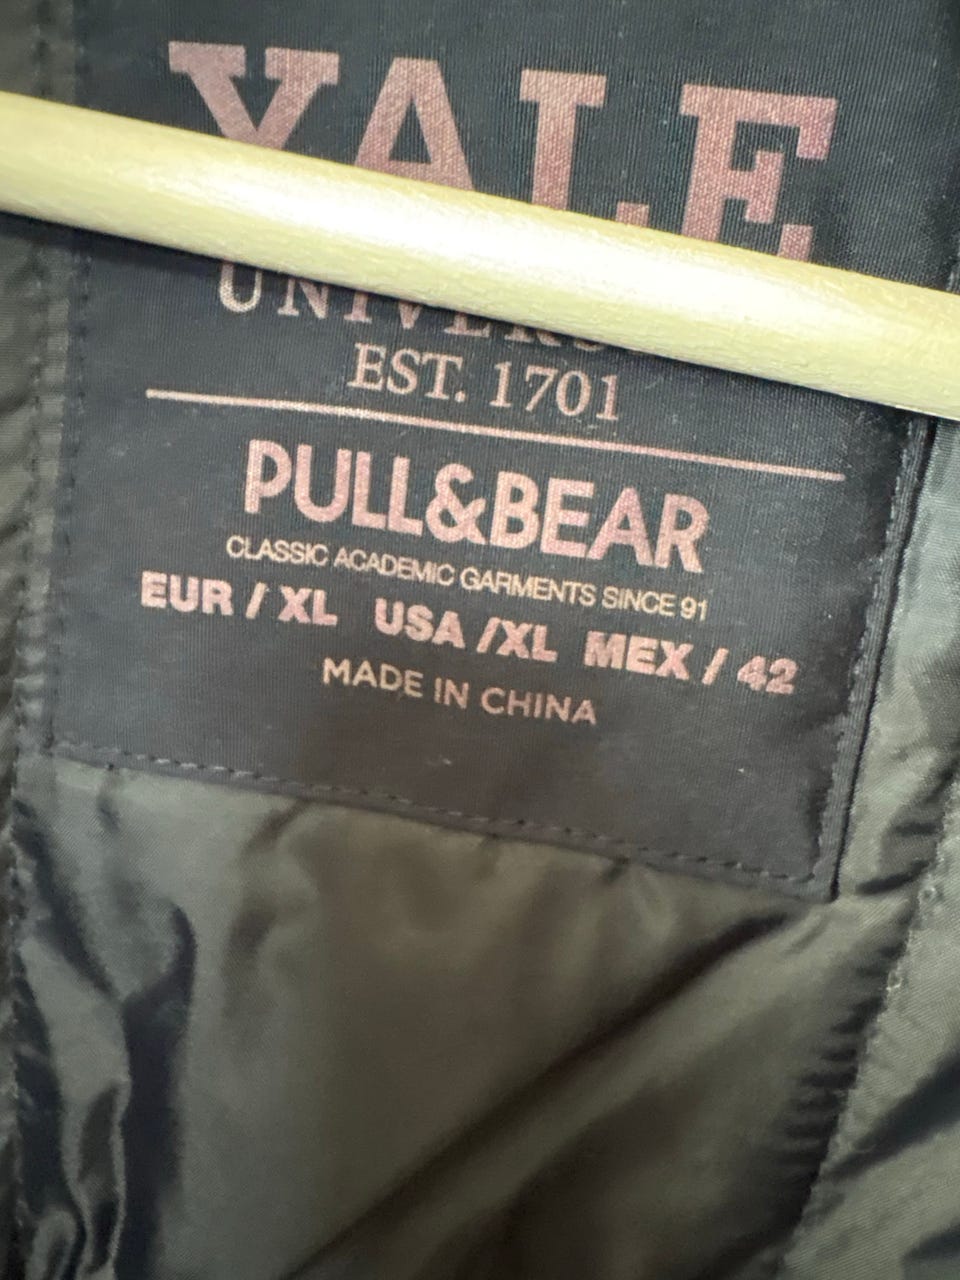 YALE
UNIVERS
EST. 1701
PULL&BEAR
CLASSIC ACADEMIC GARMENTS SINCE 91
EUR / XL USA /XL MEX / 42
MADE IN CHINA